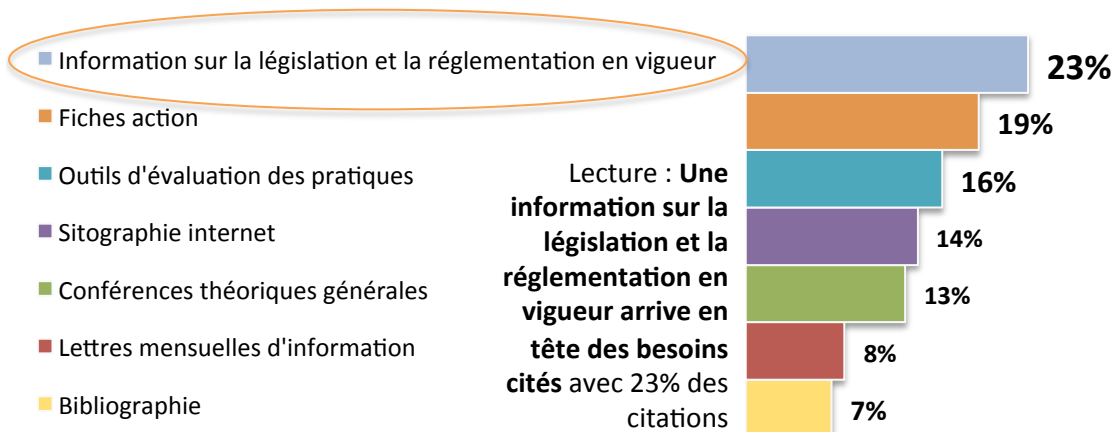 Information sur la législation et la réglementation en vigueur
23%
Fiches action
19%
Outils d'évaluation des pratiques
16%
Sitographie internet
14%
Conférences théoriques générales
13%
Lettres mensuelles d'information
8%
Bibliographie
7%
Lecture : Une
information sur la
législation et la
réglementation en
vigueur arrive en
tête des besoins
cités avec 23% des
citations